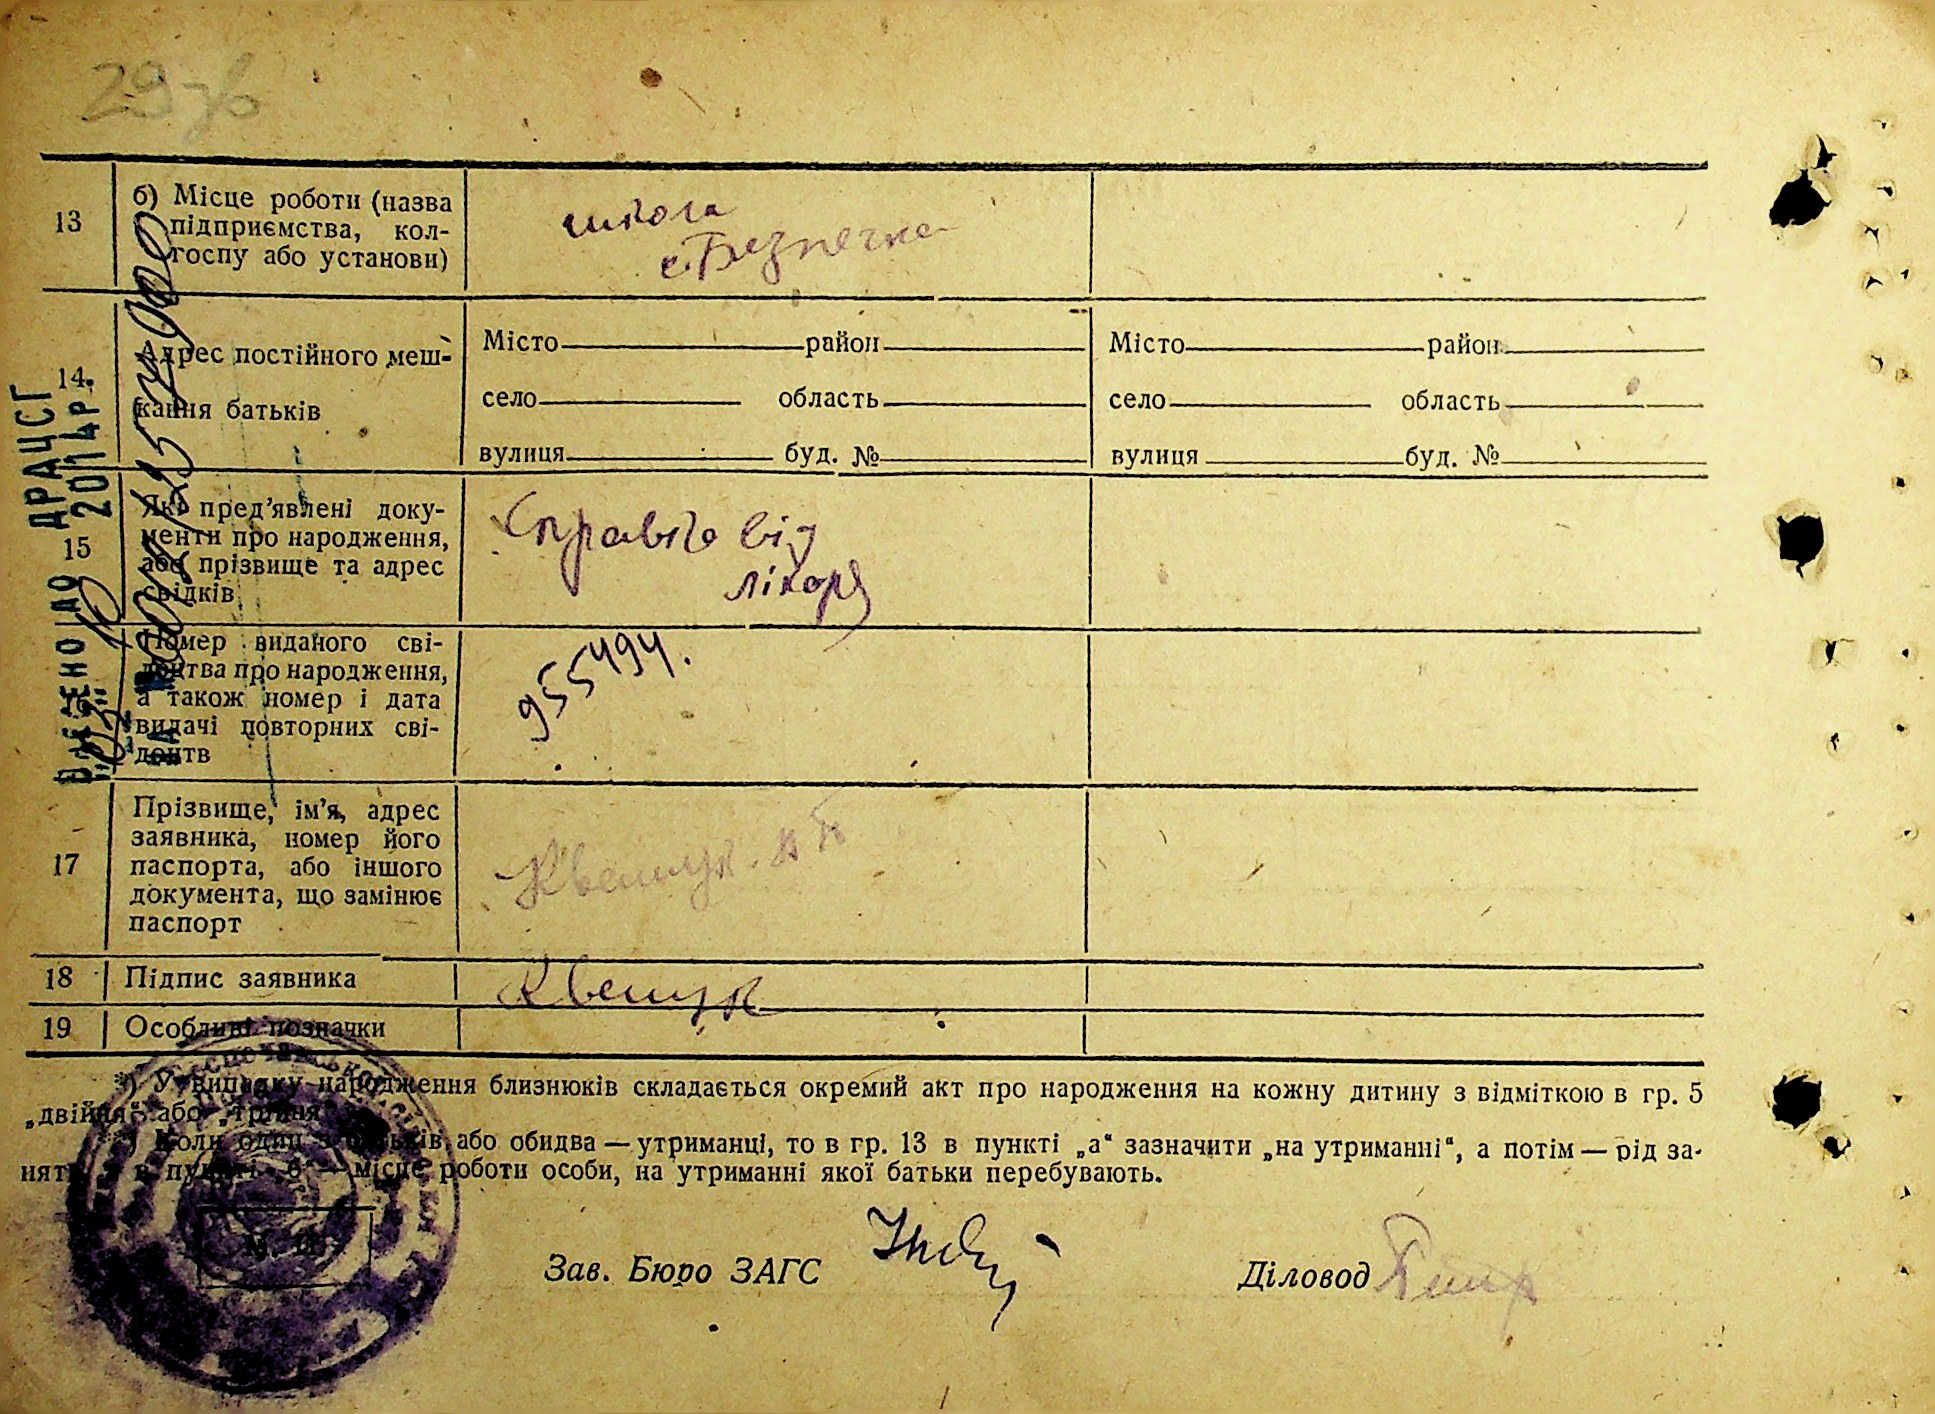 29 зв
13
б) Місце роботи (назва
підприємства, кол-
госпу або установи)
школа
с. Безпечна
14.
Адрес постійного меш-
кання батьків
Місто район
село область
вулиця буд. №
Місто район
село область
вулиця буд. №
15
Які пред’явлені доку-
менти про народження,
або прізвище та адрес
свідків
Справка від
лікаря
16
Номер виданого сві-
доцтва про народження,
а також номер і дата
видачі повторних сві-
доцтв
955494.
17
Прізвище, ім’я, адрес
заявника, номер його
паспорта, або іншого
документа, що замінює
паспорт
18
Підпис заявника
19
Особливі позначки
*) У випадку народження близнюків складається окремий акт про народження на кожну дитину з відміткою в гр. 5
„двійня“ або „трійня“
Коли один з батьків або обидва — утриманці, то в гр. 13 в пункті „а“ зазначити „на утриманні“, а потім — рід за-
няття, а в пункті „б“ — місце роботи особи, на утриманні якої батьки перебувають.
Зав. Бюро ЗАГС
Діловод
ДО ДРАЦСГ
2014р.